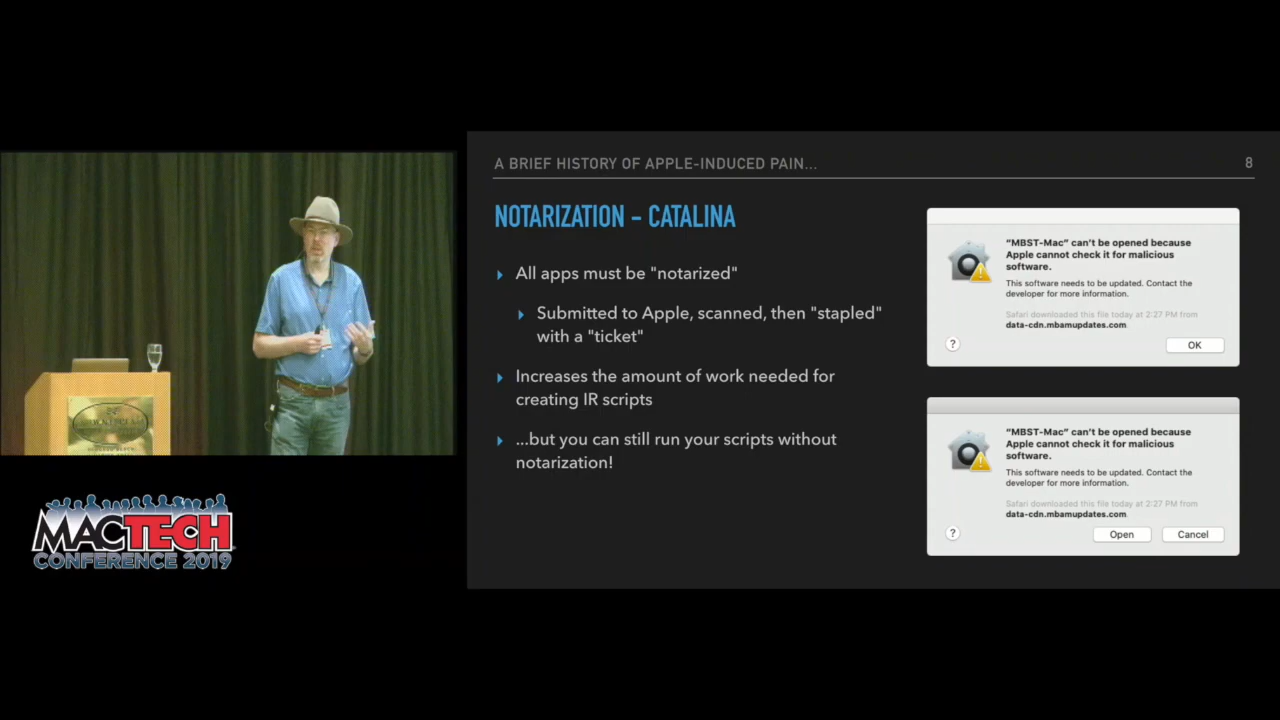 A BRIEF HISTORY OF APPLE-INDUCED PAIN...
8
NOTARIZATION - CATALINA
All apps must be "notarized"
Submitted to Apple, scanned, then "stapled"
with a "ticket"
Increases the amount of work needed for
creating IR scripts
...but you can still run your scripts without
notarization!
“MBST-Mac” can’t be opened because
Apple cannot check it for malicious
software.
This software needs to be updated. Contact the
developer for more information.
Safari downloaded this file today at 2:27 PM from
data-cdn.mbamupdates.com.
?
OK
“MBST-Mac” can’t be opened because
Apple cannot check it for malicious
software.
This software needs to be updated. Contact the
developer for more information.
Safari downloaded this file today at 2:27 PM from
data-cdn.mbamupdates.com.
?
Open
Cancel
MACTECH
CONFERENCE 2019